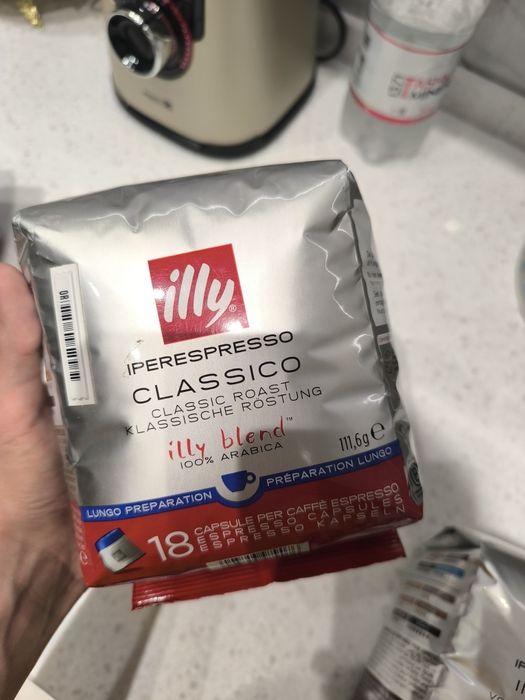 illy®
IPERESPRESSO
CLASSICO
CLASSIC ROAST
KLASSISCHE RÖSTUNG
illy blend™
100% ARABICA
111,6g ℮
LUNGO PREPARATION
PRÉPARATION LUNGO
18
CAPSULE PER CAFFÈ ESPRESSO
ESPRESSO CAPSULES
ESPRESSO KAPSELN